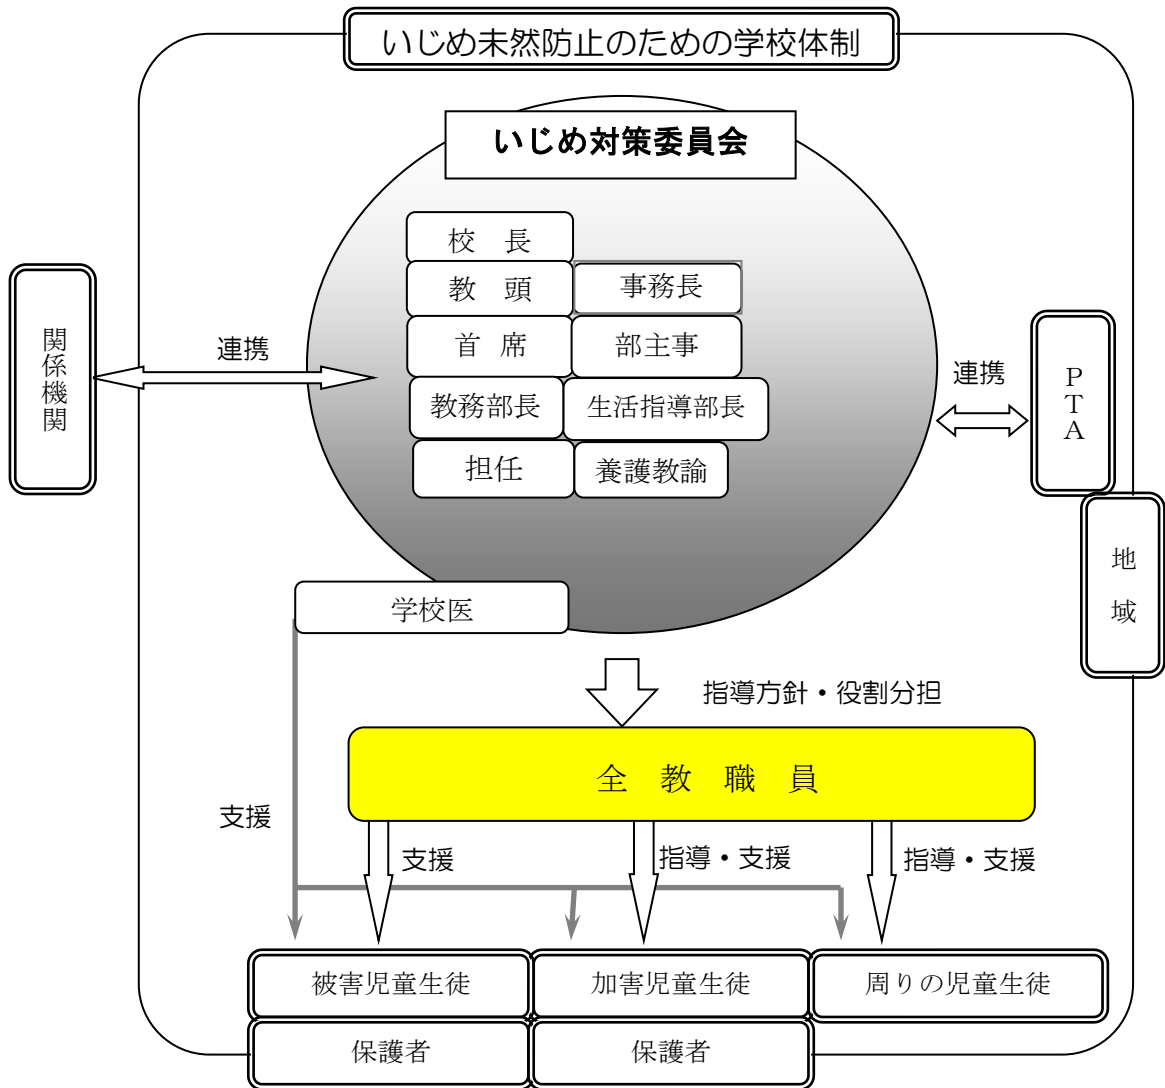 いじめ未然防止のための学校体制
いじめ対策委員会
校　長
教　頭
事務長
首 席
部主事
教務部長
生活指導部長
担任
養護教諭
関係機関
連携
連携
PTA
地域
学校医
指導方針・役割分担
全　教　職　員
支援
支援
指導・支援
指導・支援
被害児童生徒
加害児童生徒
周りの児童生徒
保護者
保護者